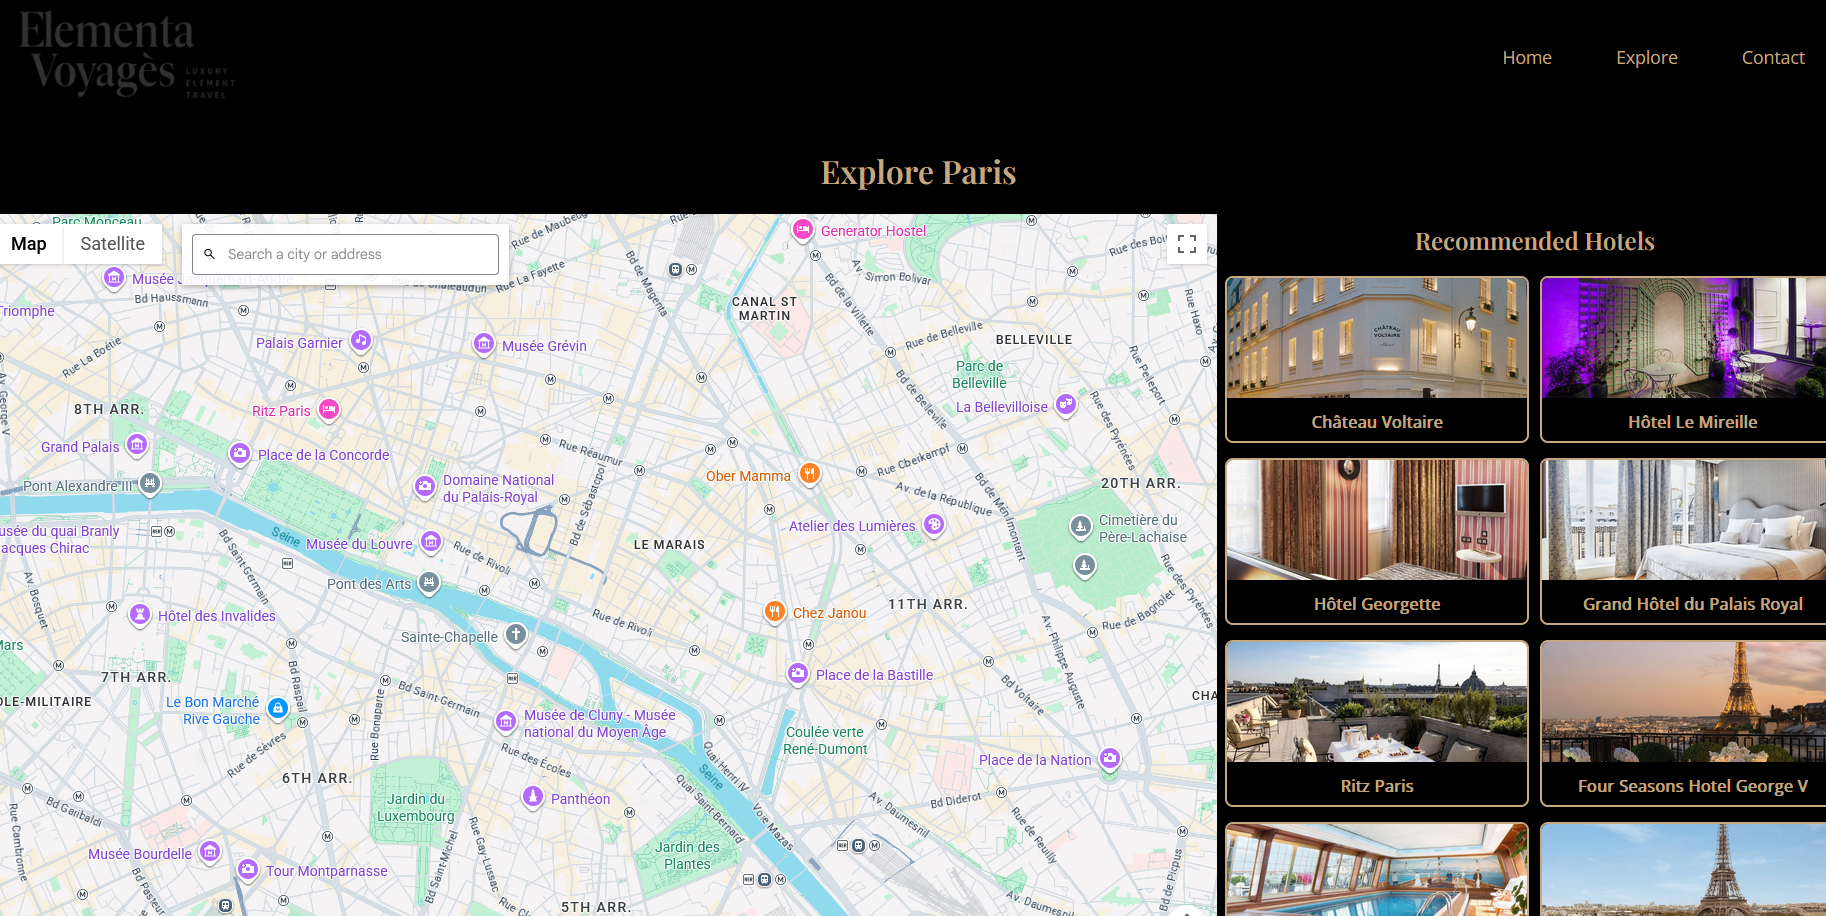 Elementa
Voyagès
LUXURY
ELEMENT
TRAVEL
Home
Explore
Contact
Explore Paris
Map
Satellite
Search a city or address
Parc Monceau
Generator Hostel
Rue La Fayette
Bd de Magenta
Av. Simon Bolivar
Bd Haussmann
Triomphe
CANAL ST
MARTIN
Bd de la Villette
Rue de Belleville
BELLEVILLE
Rue Haxo
Palais Garnier
Musée Grévin
Rue La Boétie
Parc de
Belleville
Rue Pelleport
Bd de Belleville
8TH ARR.
Ritz Paris
La Bellevilloise
Rue des Pyrénées
Grand Palais
Place de la Concorde
Rue Réaumur
Rue Oberkampf
Ober Mamma
Pont Alexandre III
Domaine National
du Palais-Royal
Bd de Sébastopol
Av. de la République
20TH ARR.
Bd de Ménilmontant
Musée du quai Branly
Jacques Chirac
Seine
Musée du Louvre
Rue de Rivoli
LE MARAIS
Atelier des Lumières
Cimetière du
Père-Lachaise
Bd St-Germain
Av. Bosquet
Pont des Arts
Hôtel des Invalides
Rue de Rivoli
Chez Janou
11TH ARR.
Rue de Bagnolet
Sainte-Chapelle
Av. Philippe Auguste
Mars
7TH ARR.
Bd Raspail
Bd Saint-Germain
Place de la Bastille
Bd Voltaire
OLE-MILITAIRE
Le Bon Marché
Rive Gauche
Rue Bonaparte
Musée de Cluny - Musée
national du Moyen Âge
CHA
Rue de Sèvres
Rue des Écoles
Quai Henri IV
Seine
Coulée verte
René-Dumont
Place de la Nation
6TH ARR.
Jardin du
Luxembourg
Panthéon
Quai Saint-Bernard
Voie Mazas
Av. Daumesnil
Bd Diderot
Bd Garibaldi
Rue Cambronne
Bd Saint-Michel
Rue Gay-Lussac
Musée Bourdelle
Tour Montparnasse
Jardin des
Plantes
Rue de Reuilly
Bd de Picpus
Bd Pasteur
5TH ARR.
Av. Daumesnil
Recommended Hotels
CHÂTEAU
VOLTAIRE
Château Voltaire
Hôtel Le Mireille
Hôtel Georgette
Grand Hôtel du Palais Royal
Ritz Paris
Four Seasons Hotel George V